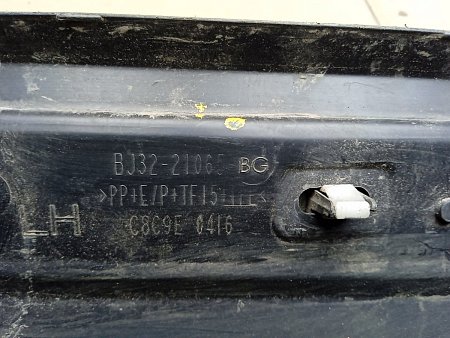 BJ32-21065 BG
>PP+E/P+TF15
LH
C8C9E 0416